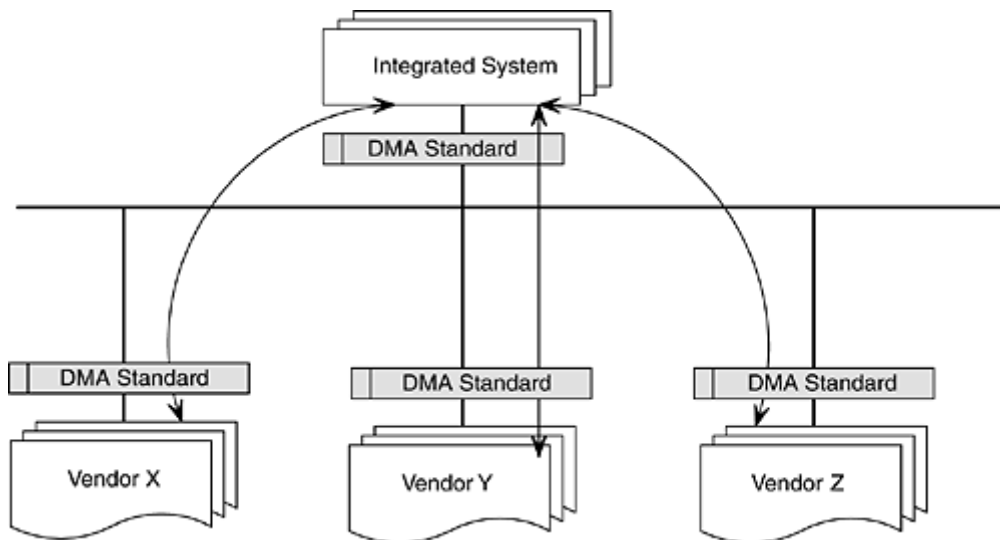 Integrated System
DMA Standard
DMA Standard
DMA Standard
DMA Standard
Vendor X
Vendor Y
Vendor Z